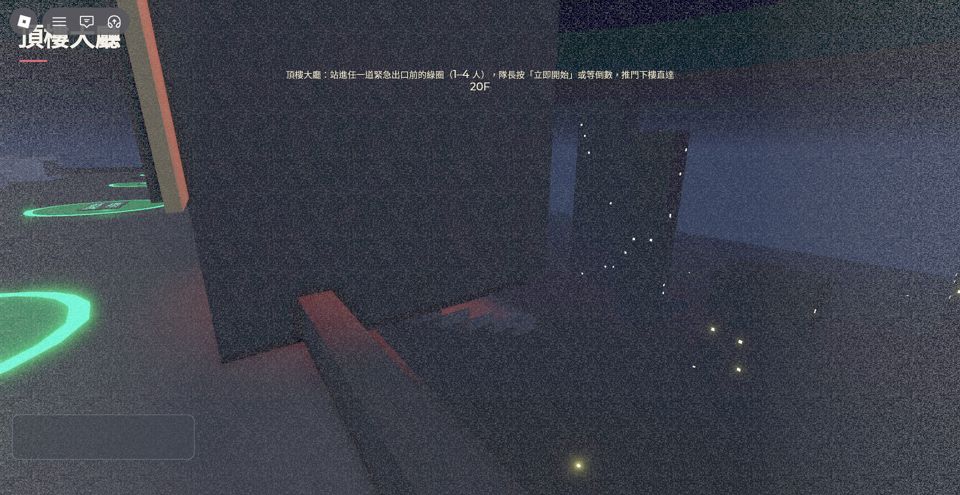 頂樓大廳
頂樓大廳：站進任一道緊急出口前的綠圈（1–4 人），隊長按「立即開始」或等倒數，推門下樓直達
20F